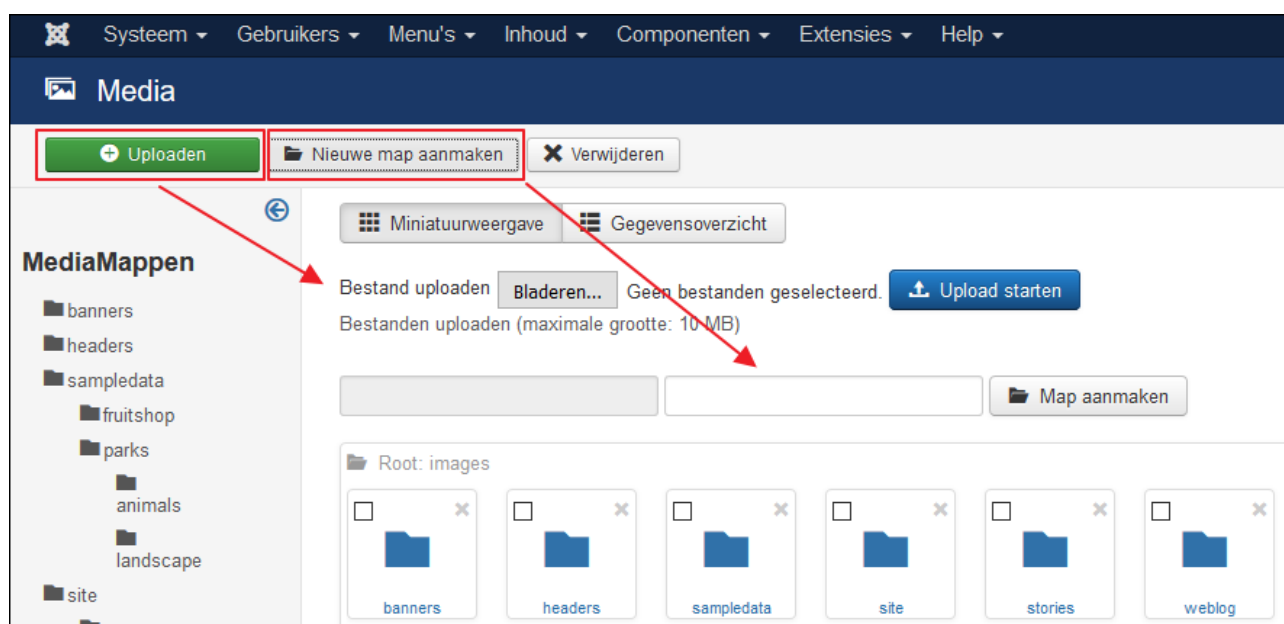 Systeem Gebruikers Menu's Inhoud Componenten Extensies Help
Media
Uploaden Nieuwe map aanmaken Verwijderen
Miniatuurweergave Gegevensoverzicht
MediaMappen
banners
headers
sampledata
fruitshop
parks
animals
landscape
site
Bestand uploaden Bladeren... Geen bestanden geselecteerd. Upload starten
Bestanden uploaden (maximale grootte: 10 MB)
Map aanmaken
Root: images
banners headers sampledata site stories weblog